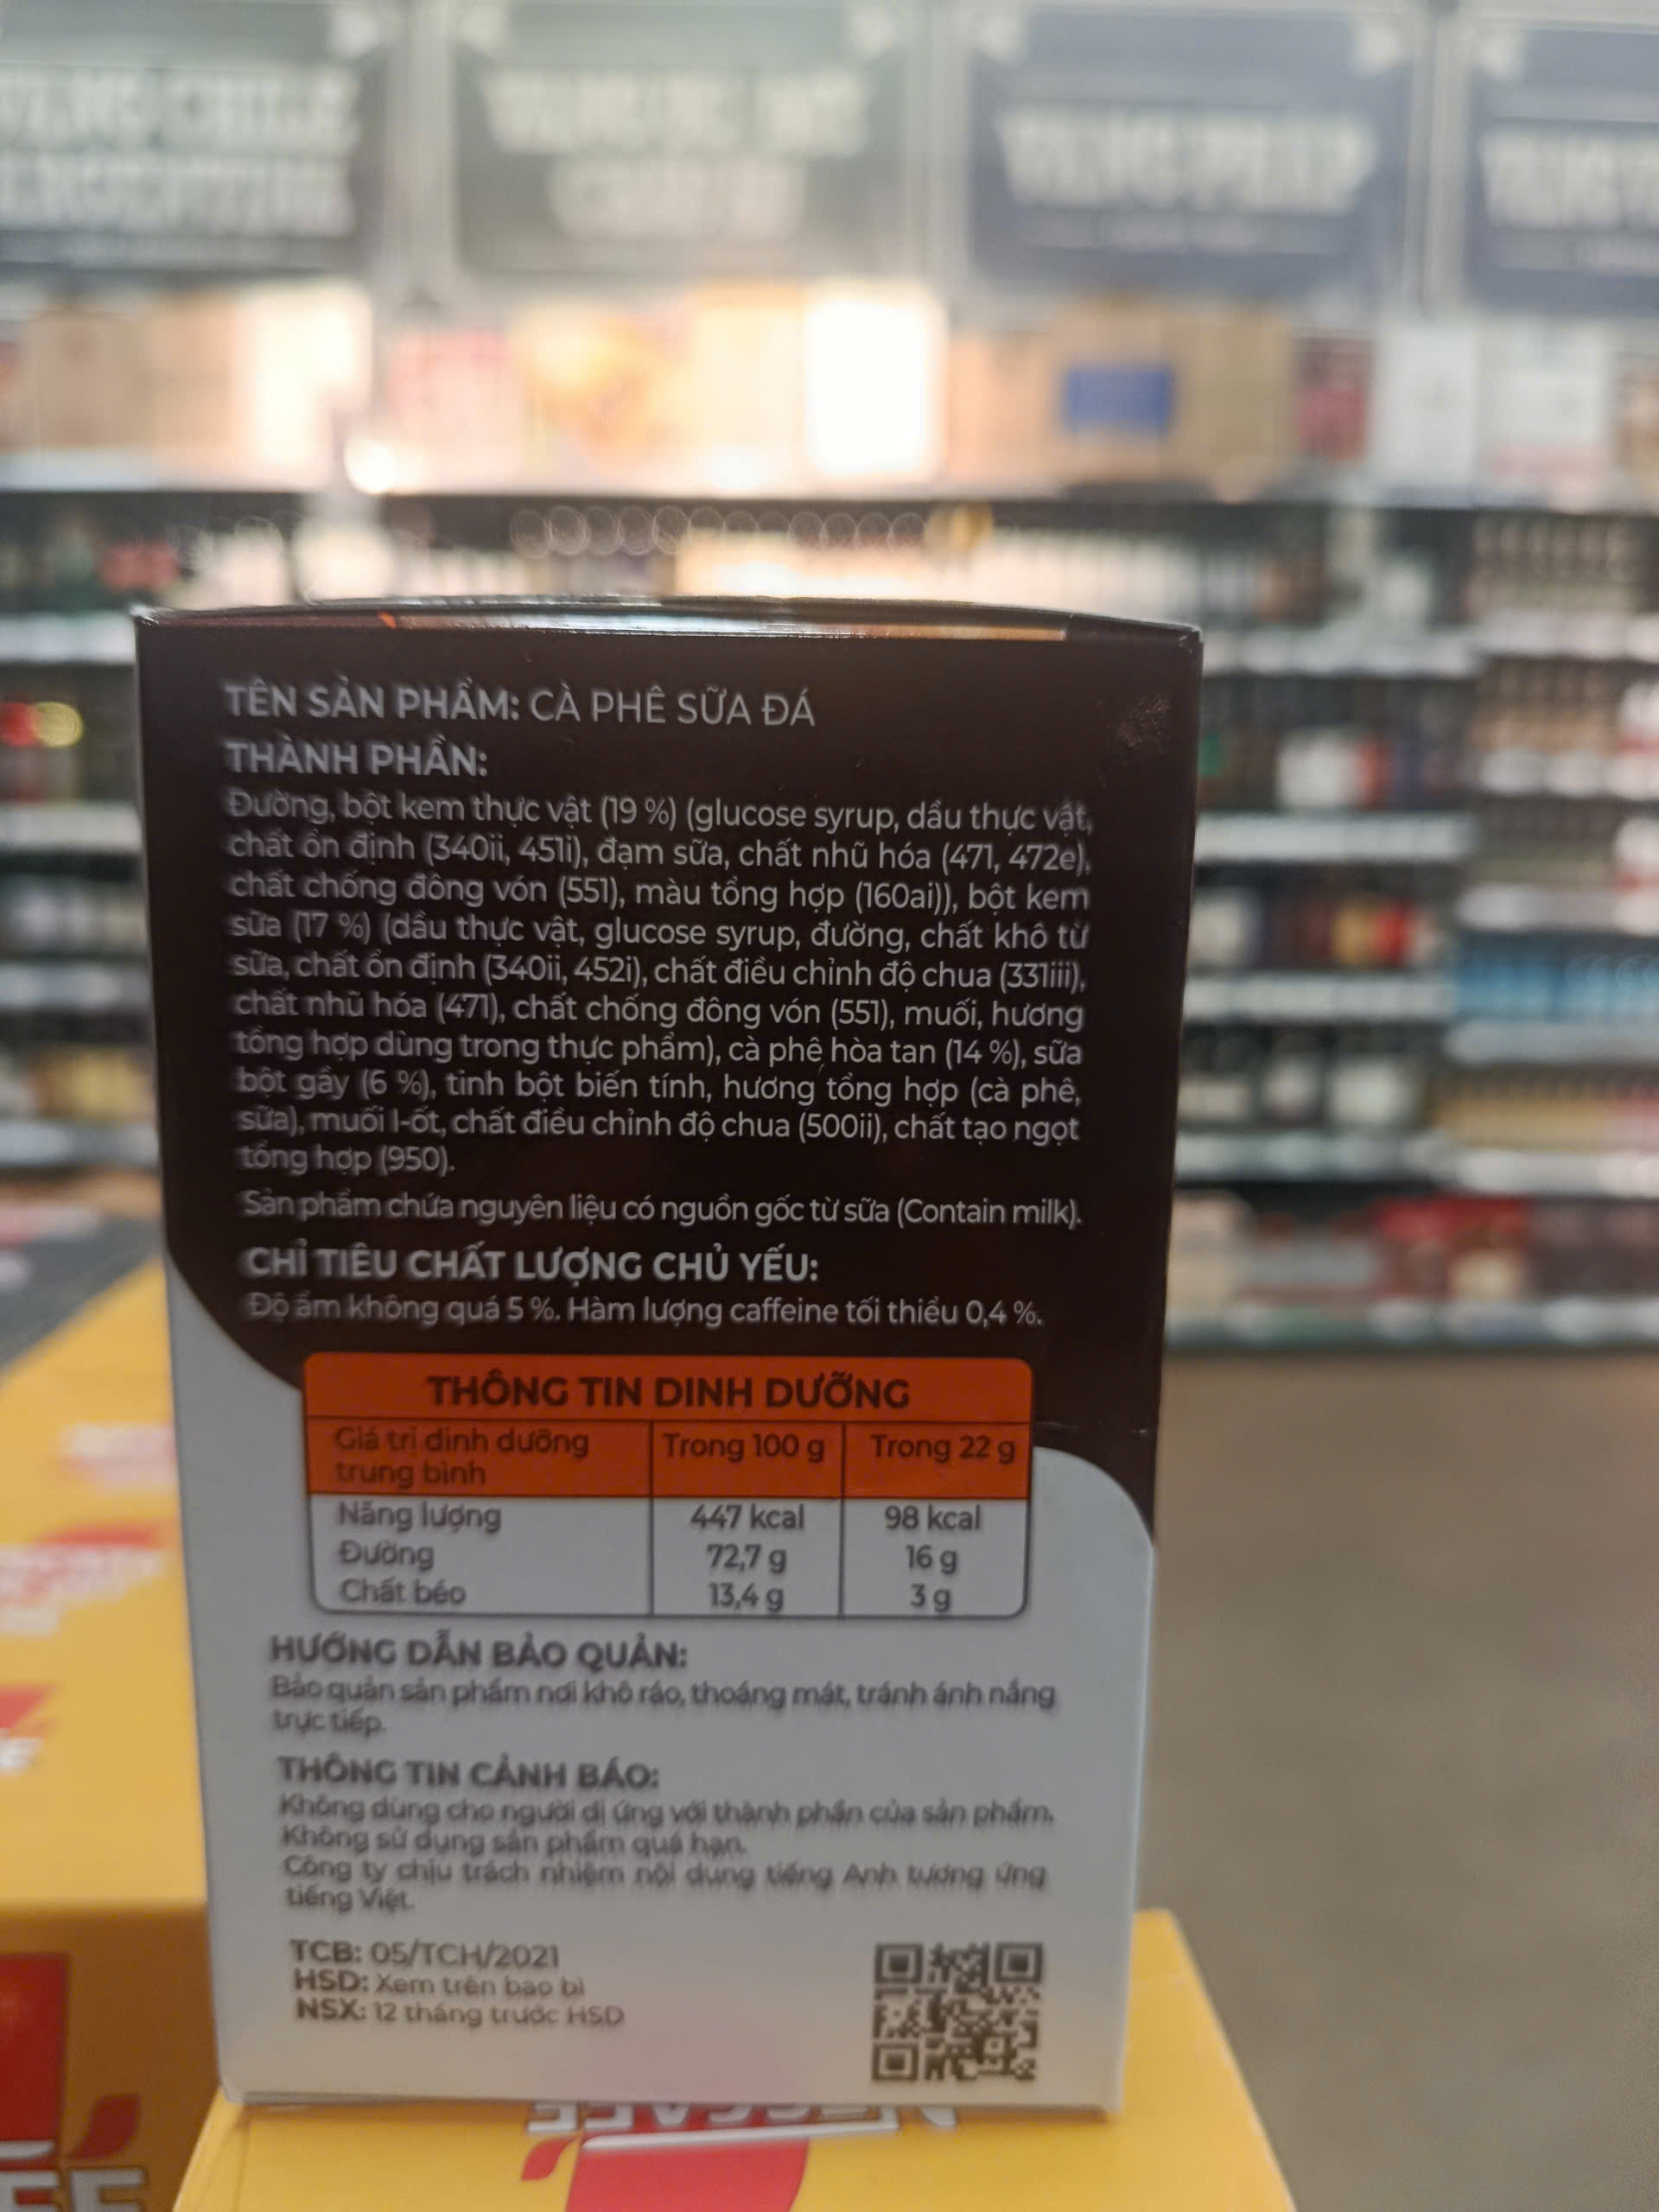 TÊN SẢN PHẨM: CÀ PHÊ SỮA ĐÁ
THÀNH PHẦN:
Đường, bột kem thực vật (19 %) (glucose syrup, dầu thực vật,
chất ổn định (340ii, 451i), đạm sữa, chất nhũ hóa (471, 472e),
chất chống đông vón (551), màu tổng hợp (160ai)), bột kem
sữa (17 %) (dầu thực vật, glucose syrup, đường, chất khô từ
sữa, chất ổn định (340ii, 452i), chất điều chỉnh độ chua (331iii),
chất nhũ hóa (471), chất chống đông vón (551), muối, hương
tổng hợp dùng trong thực phẩm), cà phê hòa tan (14 %), sữa
bột gầy (6 %), tinh bột biến tính, hương tổng hợp (cà phê,
sữa), muối I-ốt, chất điều chỉnh độ chua (500ii), chất tạo ngọt
tổng hợp (950).
Sản phẩm chứa nguyên liệu có nguồn gốc từ sữa (Contain milk).
CHỈ TIÊU CHẤT LƯỢNG CHỦ YẾU:
Độ ẩm không quá 5 %. Hàm lượng caffeine tối thiểu 0,4 %.
THÔNG TIN DINH DƯỠNG
Giá trị dinh dưỡng trung bình Trong 100 g Trong 22 g
Năng lượng 447 kcal 98 kcal
Đường 72,7 g 16 g
Chất béo 13,4 g 3 g
HƯỚNG DẪN BẢO QUẢN:
Bảo quản sản phẩm nơi khô ráo, thoáng mát, tránh ánh nắng
trực tiếp.
THÔNG TIN CẢNH BÁO:
Không dùng cho người dị ứng với thành phần của sản phẩm.
Không sử dụng sản phẩm quá hạn.
Công ty chịu trách nhiệm nội dung tiếng Anh tương ứng
tiếng Việt.
TCB: 05/TCH/2021
HSD: Xem trên bao bì
NSX: 12 tháng trước HSD
NESCAFE